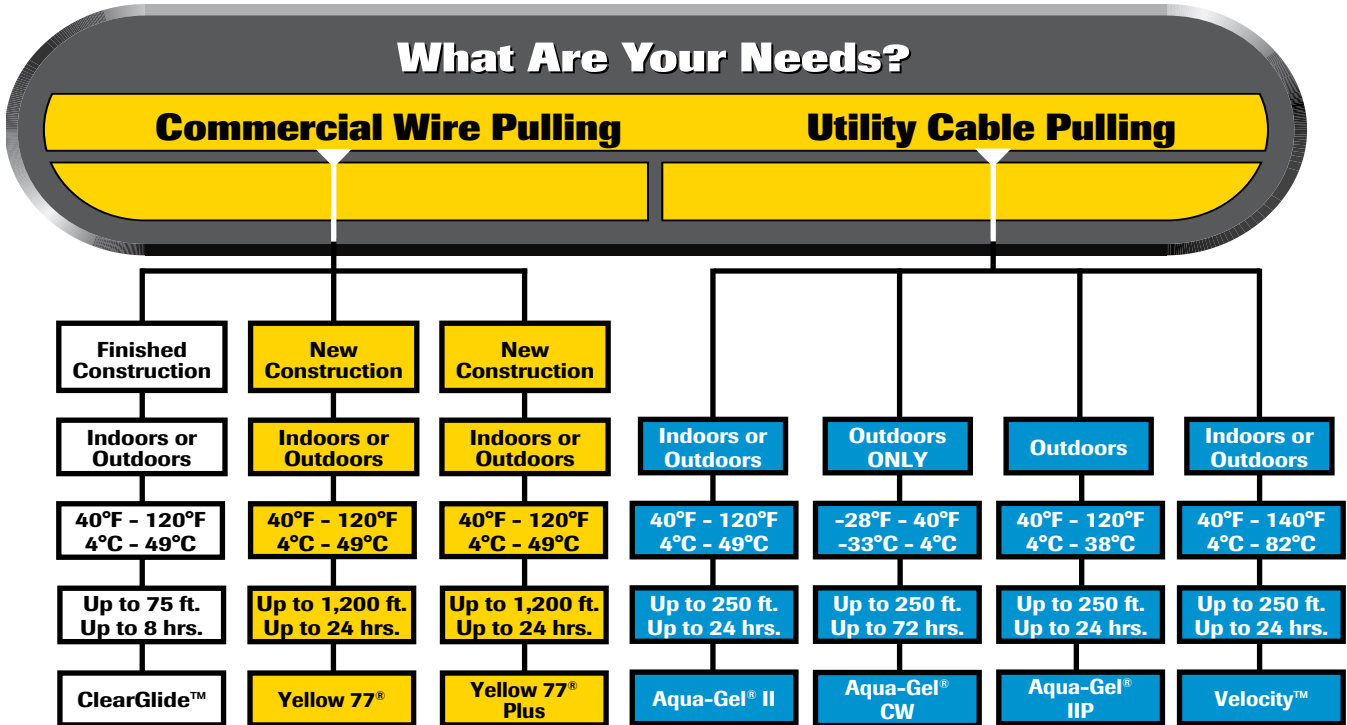 What Are Your Needs?
Commercial Wire Pulling
Utility Cable Pulling
Finished
Construction
Indoors or
Outdoors
40°F - 120°F
4°C - 49°C
Up to 75 ft.
Up to 8 hrs.
ClearGlide™
New
Construction
Indoors or
Outdoors
40°F - 120°F
4°C - 49°C
Up to 1,200 ft.
Up to 24 hrs.
Yellow 77®
New
Construction
Indoors or
Outdoors
40°F - 120°F
4°C - 49°C
Up to 1,200 ft.
Up to 24 hrs.
Yellow 77®
Plus
Indoors or
Outdoors
40°F - 120°F
4°C - 49°C
Up to 250 ft.
Up to 24 hrs.
Aqua-Gel® II
Outdoors
ONLY
-28°F - 40°F
-33°C - 4°C
Up to 250 ft.
Up to 72 hrs.
Aqua-Gel®
CW
Outdoors
40°F - 120°F
4°C - 38°C
Up to 250 ft.
Up to 24 hrs.
Aqua-Gel®
IIP
Indoors or
Outdoors
40°F - 140°F
4°C - 82°C
Up to 250 ft.
Up to 24 hrs.
Velocity™